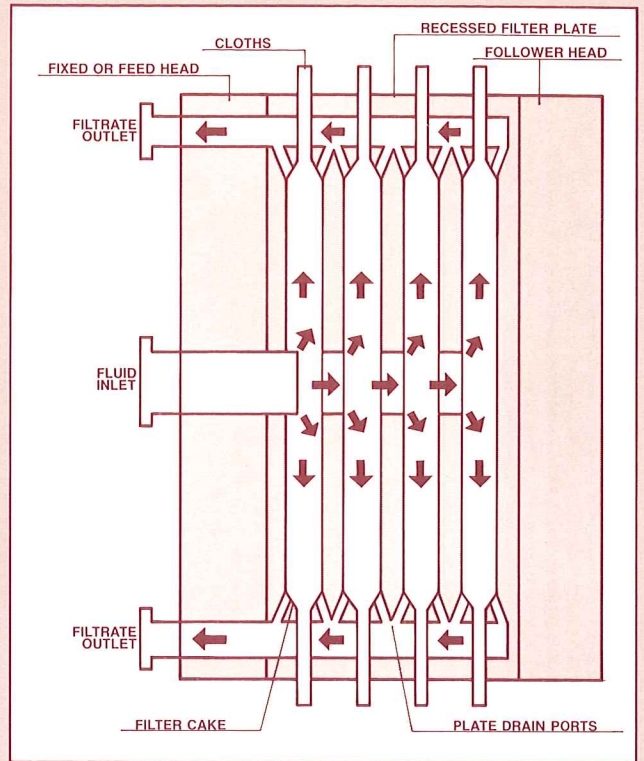 RECESSED FILTER PLATE
CLOTHS
FOLLOWER HEAD
FIXED OR FEED HEAD
FILTRATE
OUTLET
FLUID
INLET
FILTRATE
OUTLET
FILTER CAKE
PLATE DRAIN PORTS